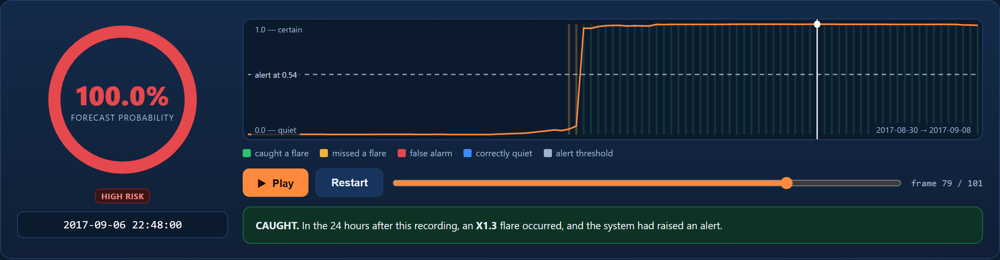 100.0%
FORECAST PROBABILITY
HIGH RISK
2017-09-06 22:48:00
1.0 — certain
alert at 0.54
0.0 — quiet
2017-08-30 → 2017-09-08
caught a flare
missed a flare
false alarm
correctly quiet
alert threshold
Play
Restart
frame 79 / 101
CAUGHT. In the 24 hours after this recording, an X1.3 flare occurred, and the system had raised an alert.